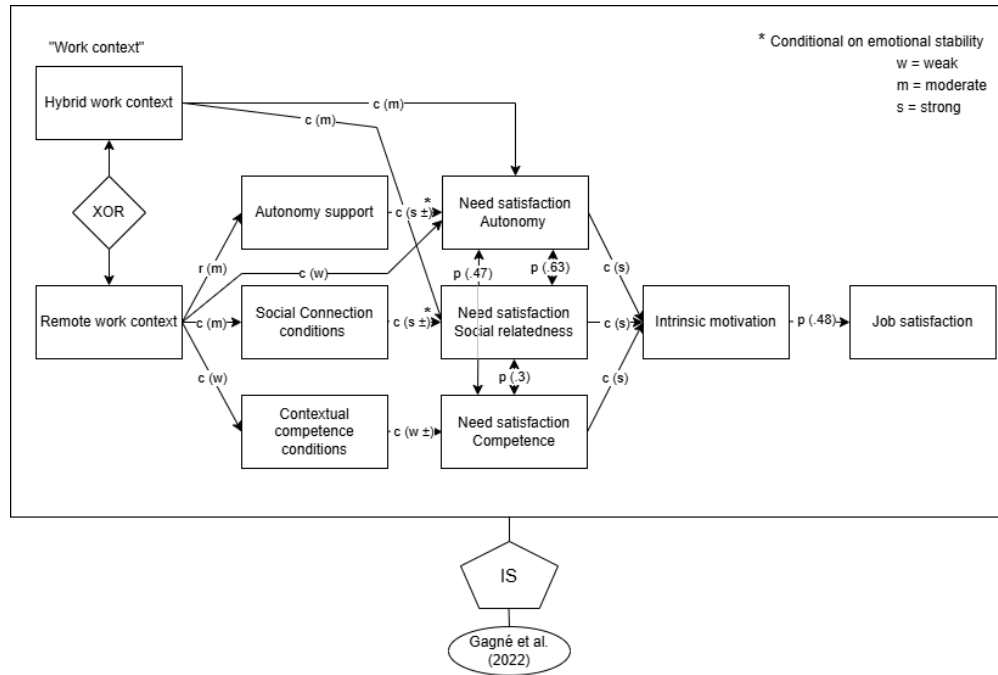 "Work context"
* Conditional on emotional stability
w = weak
m = moderate
s = strong
Hybrid work context
c (m)
c (m)
XOR
Autonomy support
c (s ±)
*
Need satisfaction
Autonomy
r (m)
c (w)
p (.47)
p (.63)
c (s)
Remote work context
c (m)
Social Connection
conditions
c (s ±)
*
Need satisfaction
Social relatedness
c (s)
Intrinsic motivation
p (.48)
Job satisfaction
c (w)
p (.3)
c (s)
Contextual
competence
conditions
c (w ±)
Need satisfaction
Competence
IS
Gagné et al.
(2022)